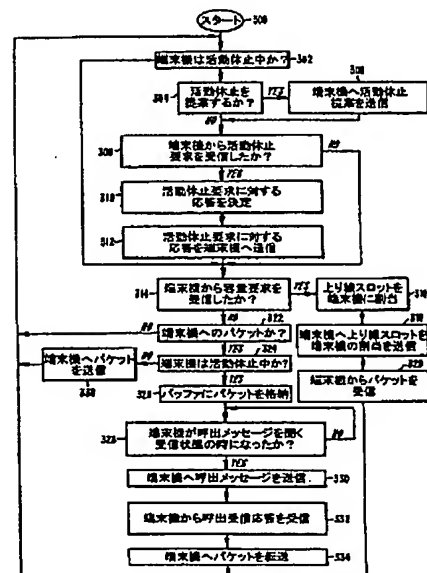 スタート
300
端末機は活動休止中か?
302
304
活動休止を
提案するか?
YES
端末機へ活動休止
提案を送信
NO
端末機から活動休止
要求を受信したか?
NO
YES
310
活動休止要求に対する
応答を決定
312
活動休止要求に対する
応答を端末機へ送信
314
端末機から容量要求を
受信したか?
YES
上り線スロットを
端末機に割当
NO
322
端末機へのパケットか?
NO
端末機へ上り線スロットを
端末機の割当を送信
YES
324
端末機は活動休止中か?
NO
端末機へパケット
を送信
YES
バッファにパケットを格納
端末機からパケットを
受信
端末機が呼出メッセージを聞く
受信状態の時になったか?
NO
YES
端末機へ呼出メッセージを送信.
330
端末機から呼出受信応答を受信
332
端末機へパケットを転送
334